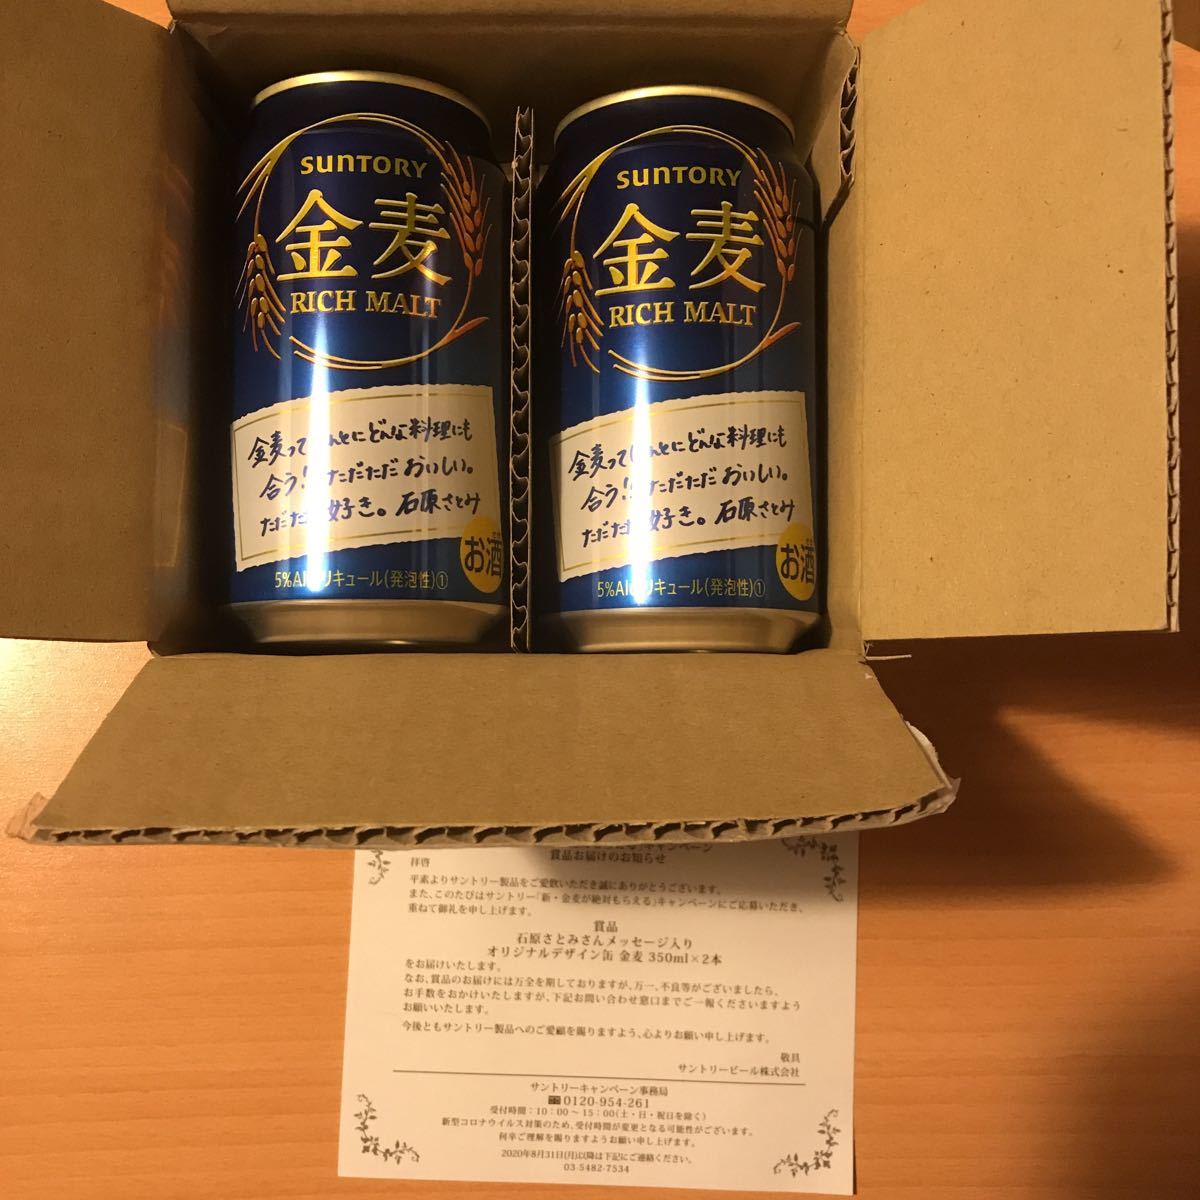 SUNTORY
金麦
RICH MALT
金麦って んとにどんな料理にも
合う! ただただ おいしい。
ただた 好き。石原さとみ
お酒
5%Al リキュール(発泡性)①
SUNTORY
金麦
RICH MALT
金麦って んとにどんな料理にも
合う! ただただ おいしい。
ただた 好き。石原さとみ
お酒
5%Alc リキュール(発泡性)①
キャンペーン
賞品お届けのお知らせ
拝啓
平素よりサントリー製品をご愛飲いただき誠にありがとうございます。
また、このたびはサントリー「新・金麦が絶対もらえる」キャンペーンにご応募いただき、
重ねて御礼を申し上げます。
賞品
石原さとみさんメッセージ入り
オリジナルデザイン缶 金麦 350ml×2本
をお届けいたします。
なお、賞品のお届けには万全を期しておりますが、万一、不良等がございましたら、
お手数をおかけいたしますが、下記お問い合わせ窓口までご一報くださいますよう
お願いいたします。
今後ともサントリー製品へのご愛顧を賜りますよう、心よりお願い申し上げます。
敬具
サントリービール株式会社
サントリーキャンペーン事務局
☎0120-954-261
受付時間:10:00~15:00(土・日・祝日を除く)
新型コロナウイルス対策のため、受付時間が変更となる可能性がございます。
何卒ご理解を賜りますようお願い申し上げます。
2020年8月31日(月)以降は下記にご連絡ください。
03-5482-7534